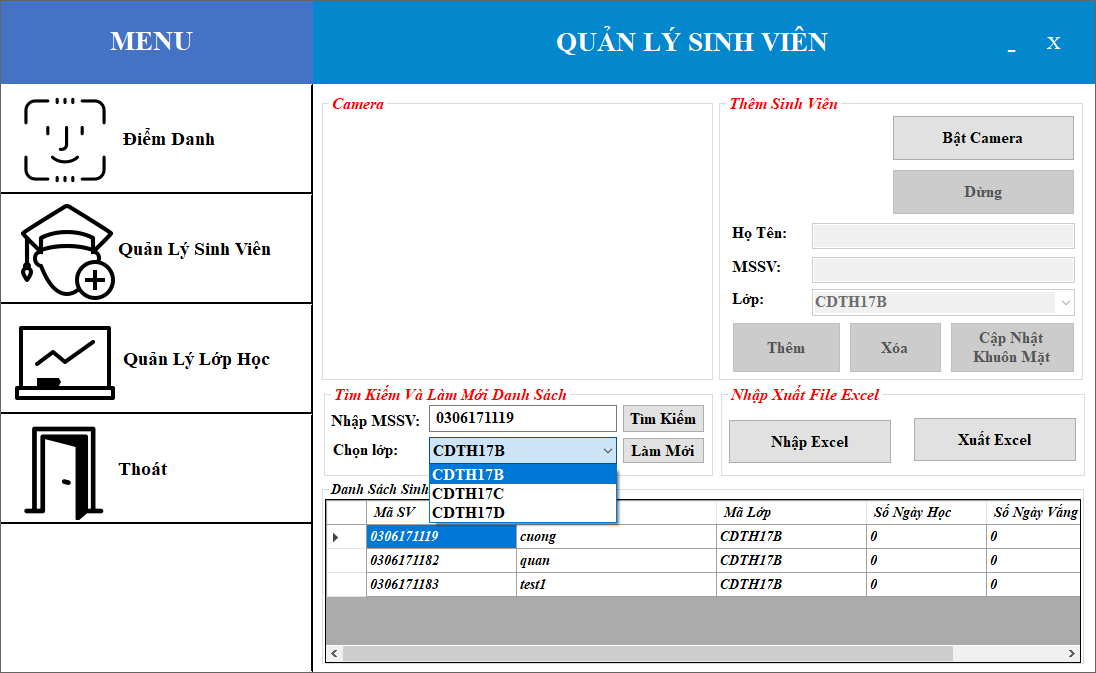 MENU
QUẢN LÝ SINH VIÊN
_ X
Điểm Danh
Quản Lý Sinh Viên
Quản Lý Lớp Học
Thoát
Camera
Thêm Sinh Viên
Bật Camera
Dừng
Họ Tên:
MSSV:
Lớp: CDTH17B
Thêm Xóa Cập Nhật
Khuôn Mặt
Tìm Kiếm Và Làm Mới Danh Sách
Nhập MSSV: 0306171119 Tìm Kiếm
Chọn lớp: CDTH17B Làm Mới
CDTH17B
CDTH17C
CDTH17D
Nhập Xuất File Excel
Nhập Excel Xuất Excel
Danh Sách Sinh
Mã SV Mã Lớp Số Ngày Học Số Ngày Vắng
0306171119 cuong CDTH17B 0 0
0306171182 quan CDTH17B 0 0
0306171183 test1 CDTH17B 0 0